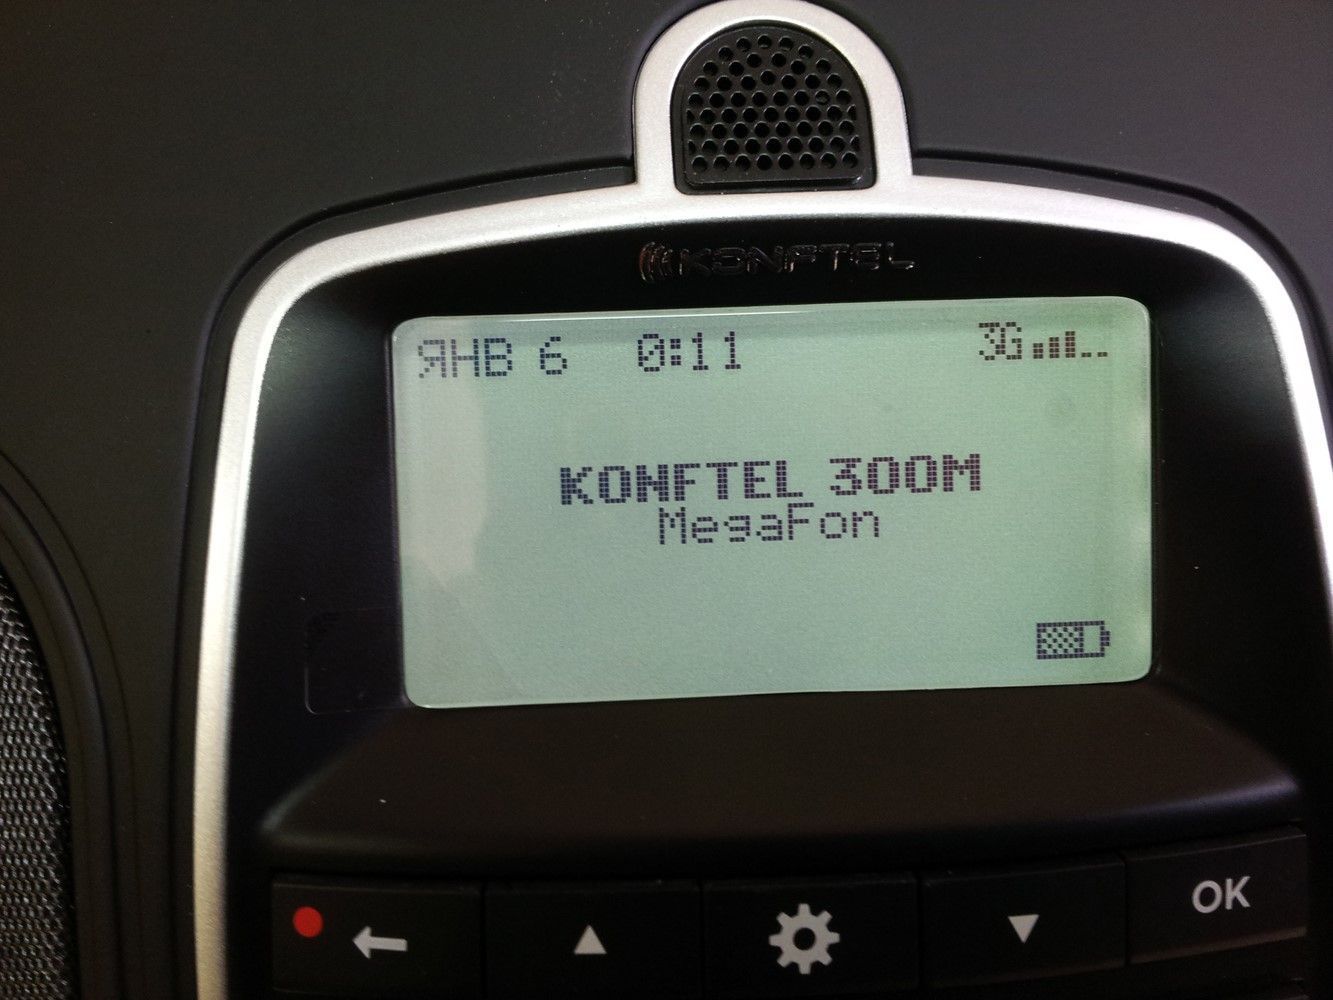 KONFTEL
ЯНВ 6 0:11 3G
KONFTEL 300M
MegaFon
OK